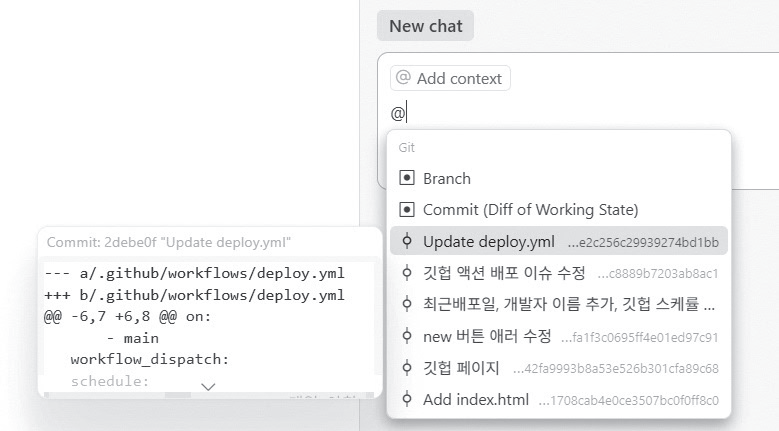 New chat
@ Add context
@
Git
Branch
Commit (Diff of Working State)
Update deploy.yml ...e2c256c29939274bd1bb
깃헙 액션 배포 이슈 수정 ...c8889b7203ab8ac1
최근배포일, 개발자 이름 추가, 깃헙 스케률 ...
new 버튼 애러 수정 ...fa1f3c0695ff4e01ed97c91
깃헙 페이지 ...42fa9993b8a53e526b301cfa89c68
Add index.html ...1708cab4e0ce3507bc0f0ff8c0
Commit: 2debe0f "Update deploy.yml"
--- a/.github/workflows/deploy.yml
+++ b/.github/workflows/deploy.yml
@@ -6,7 +6,8 @@ on:
- main
workflow_dispatch:
schedule: